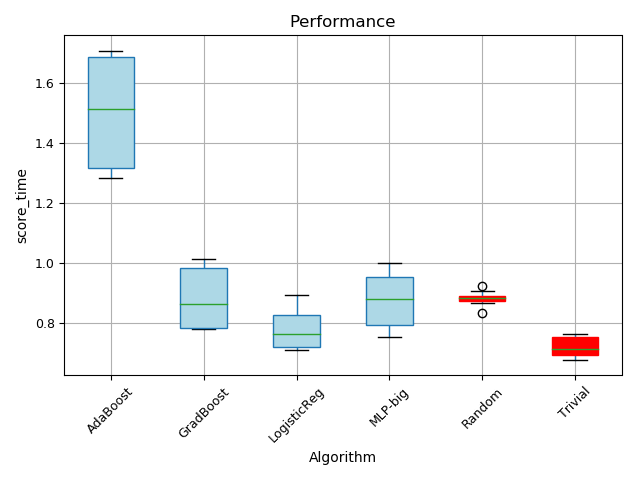 Performance
score_time
1.6
1.4
1.2
1.0
0.8
AdaBoost
GradBoost
LogisticReg
MLP-big
Random
Trivial
Algorithm